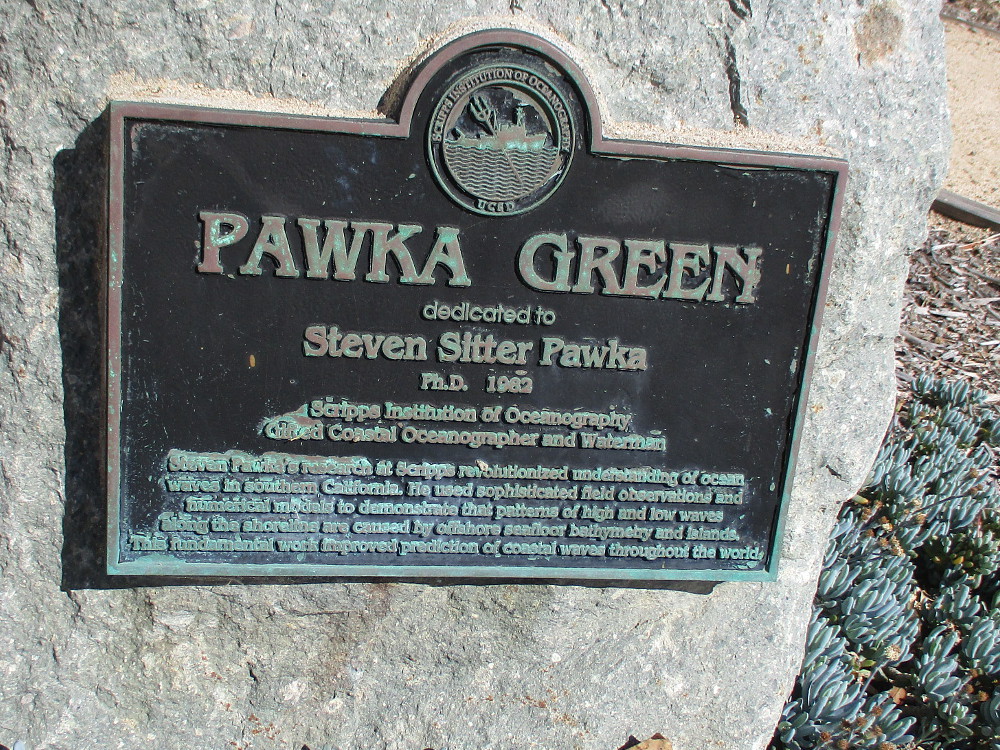 SCRIPPS INSTITUTION OF OCEANOGRAPHY
UCSD
PAWKA GREEN
dedicated to
Steven Sitter Pawka
Ph.D. 1982
Scripps Institution of Oceanography
Gifted Coastal Oceanographer and Waterman
Steven Pawka's research at Scripps revolutionized understanding of ocean
waves in southern California. He used sophisticated field observations and
numerical models to demonstrate that patterns of high and low waves
along the shoreline are caused by offshore seafloor bathymetry and islands.
This fundamental work improved prediction of coastal waves throughout the world.